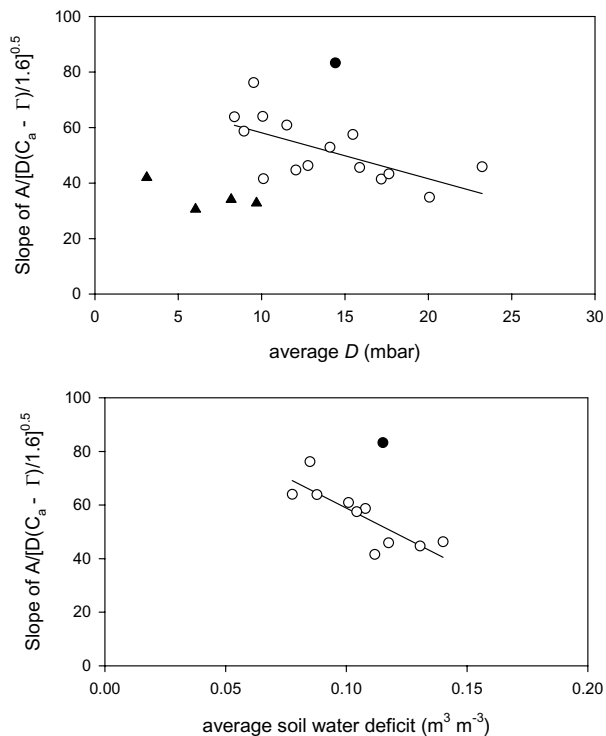 100
80
60
40
20
0
Slope of A/[D(Cₐ - Γ)/1.6]⁰·⁵
0 5 10 15 20 25 30
average D (mbar)
100
80
60
40
20
0
Slope of A/[D(Cₐ - Γ)/1.6]⁰·⁵
0.00 0.05 0.10 0.15 0.20
average soil water deficit (m³ m⁻³)